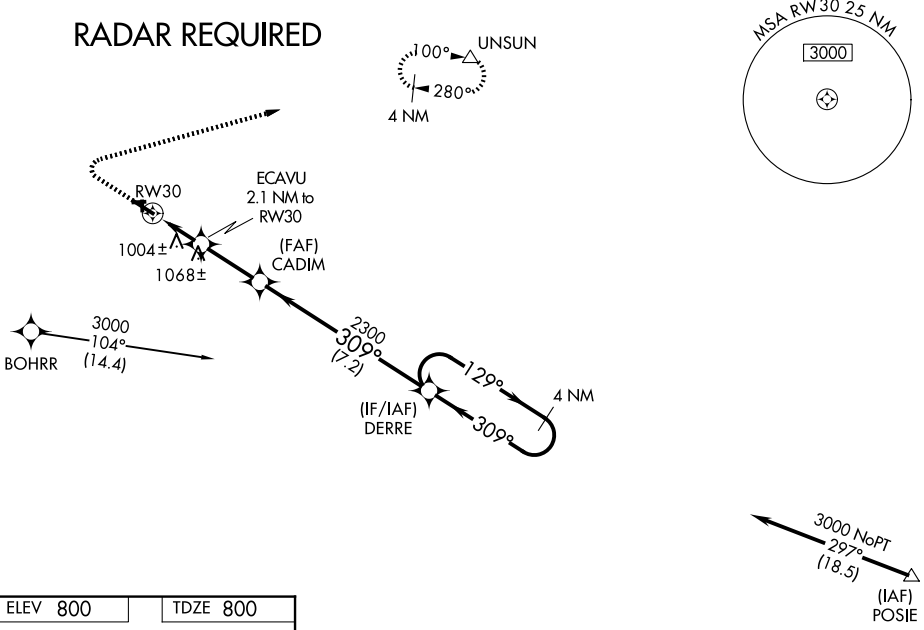 RADAR REQUIRED
MSA RW30 25 NM
3000
UNSUN
100°
280°
4 NM
RW30
ECAVU
2.1 NM to
RW30
1004±
1068±
(FAF)
CADIM
BOHRR
3000
104°
(14.4)
2300
309°
(7.2)
(IF/IAF)
DERRE
129°
309°
4 NM
3000 NoPT
297°
(18.5)
(IAF)
POSIE
ELEV 800
TDZE 800